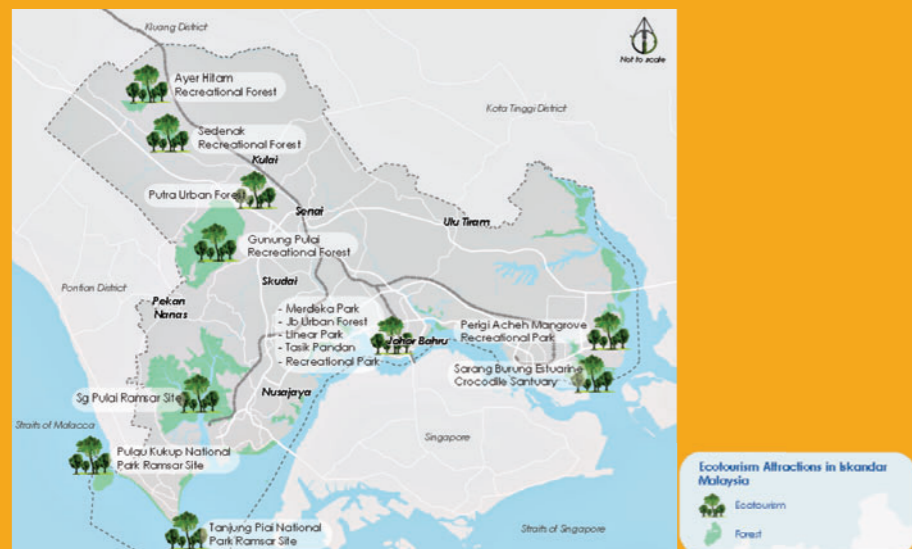 Kluang District
Not to scale
Ayer Hitam
Recreational Forest
Kota Tinggi District
Sedenak
Recreational Forest
Kulai
Putra Urban Forest
Senai
Ulu Tiram
Gunung Pulai
Recreational Forest
Skudai
Pontian District
Pekan
Nanas
- Merdeka Park
- Jb Urban Forest
- Linear Park
- Tasik Pandan
- Recreational Park
Johor Bahru
Perigi Acheh Mangrove
Recreational Park
Sarang Burung Estuarine
Crocodile Santuary
Nusajaya
Sg Pulai Ramsar Site
Straits of Malacca
Singapore
Pulau Kukup National
Park Ramsar Site
Tanjung Piai National
Park Ramsar Site
Straits of Singapore
Ecotourism Attractions in Iskandar
Malaysia
Ecotourism
Forest